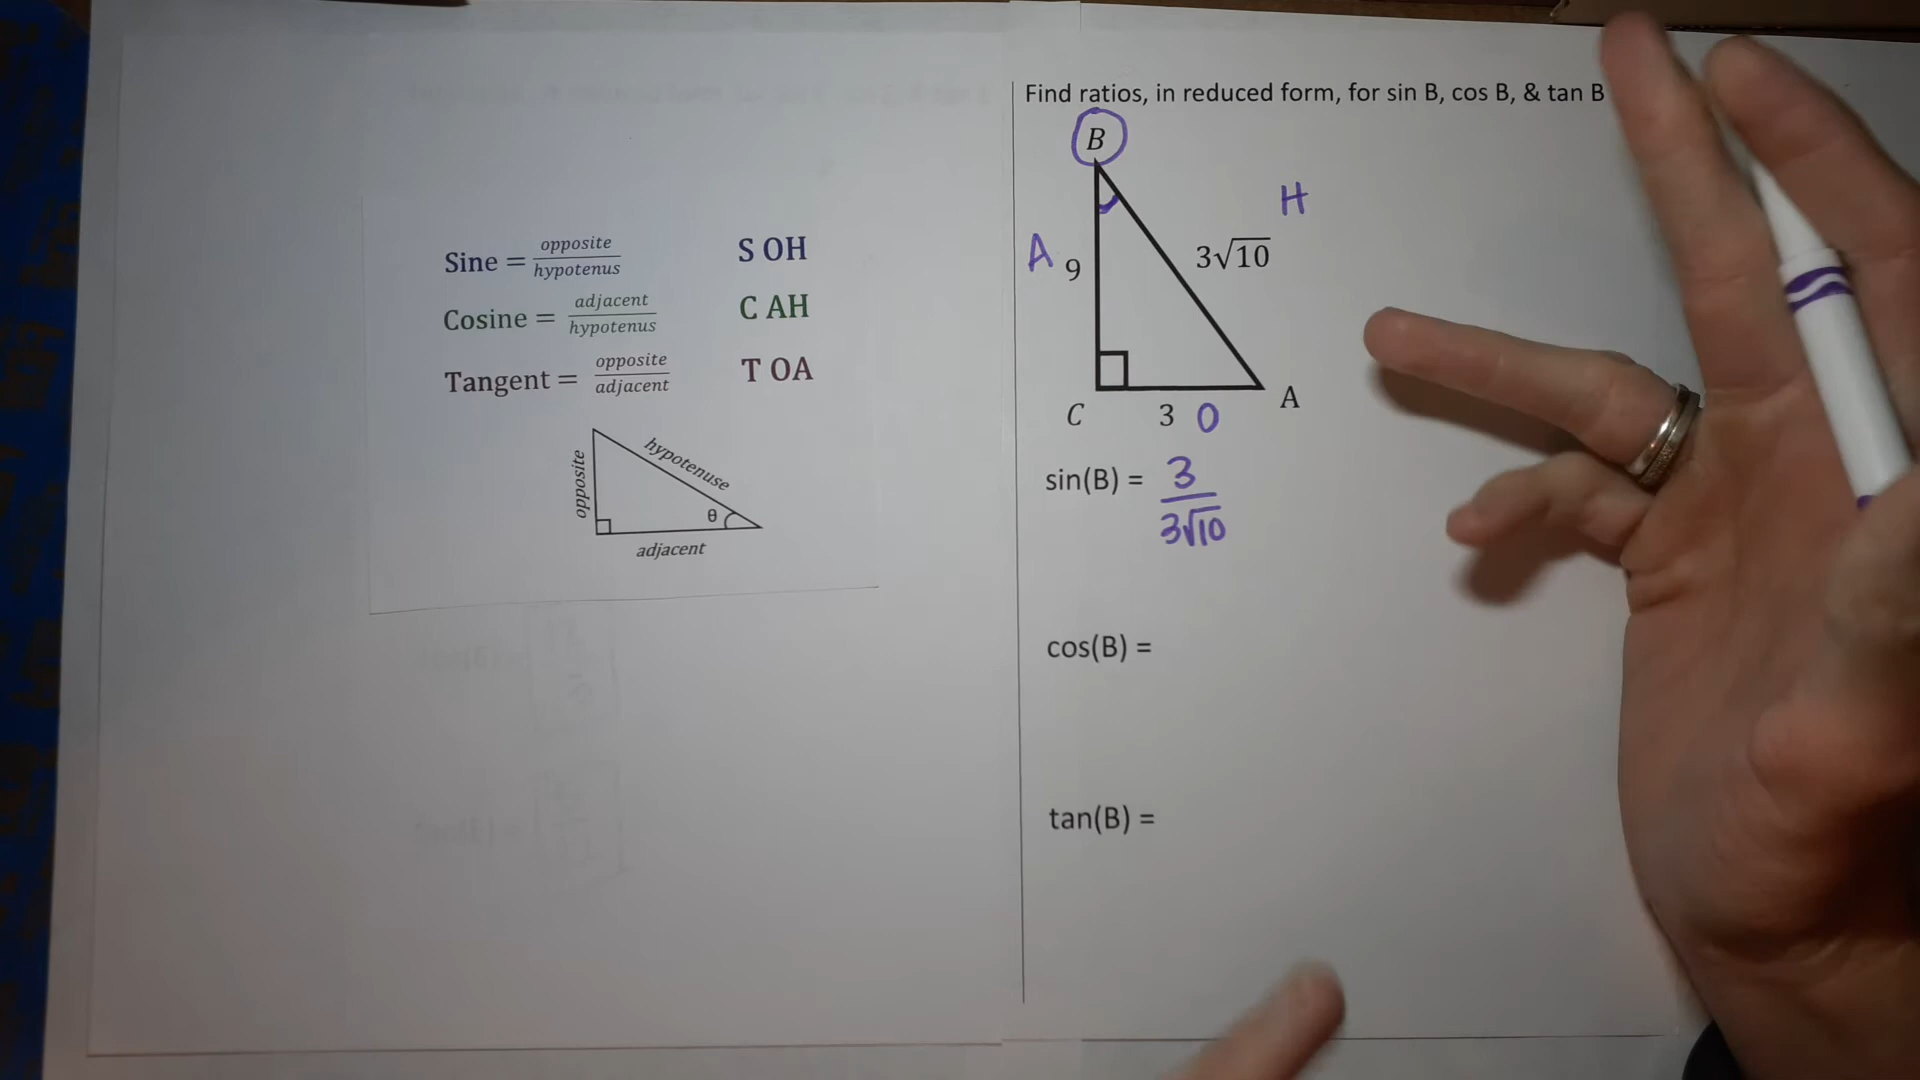 Sine = opposite/hypotenus S OH
Cosine = adjacent/hypotenus C AH
Tangent = opposite/adjacent T OA
opposite
hypotenuse
θ
adjacent
Find ratios, in reduced form, for sin B, cos B, & tan B
B
H
A 9 3√10
C 3 O A
sin(B) = 3/3√10
cos(B) =
tan(B) =